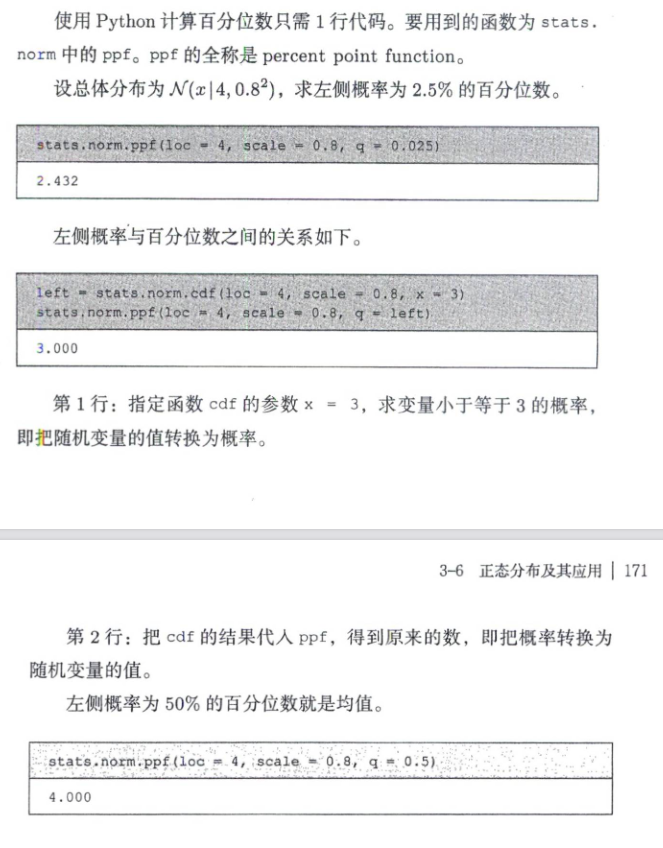 使用 Python 计算百分位数只需 1 行代码。要用到的函数为 stats.
norm 中的 ppf。ppf 的全称是 percent point function。
设总体分布为 𝒩(x|4, 0.8²)，求左侧概率为 2.5% 的百分位数。
stats.norm.ppf(loc = 4, scale = 0.8, q = 0.025)
2.432
左侧概率与百分位数之间的关系如下。
left = stats.norm.cdf(loc = 4, scale = 0.8, x = 3)
stats.norm.ppf(loc = 4, scale = 0.8, q = left)
3.000
第 1 行：指定函数 cdf 的参数 x = 3，求变量小于等于 3 的概率，
即把随机变量的值转换为概率。
3-6 正态分布及其应用 | 171
第 2 行：把 cdf 的结果代入 ppf，得到原来的数，即把概率转换为
随机变量的值。
左侧概率为 50% 的百分位数就是均值。
stats.norm.ppf(loc = 4, scale = 0.8, q = 0.5)
4.000